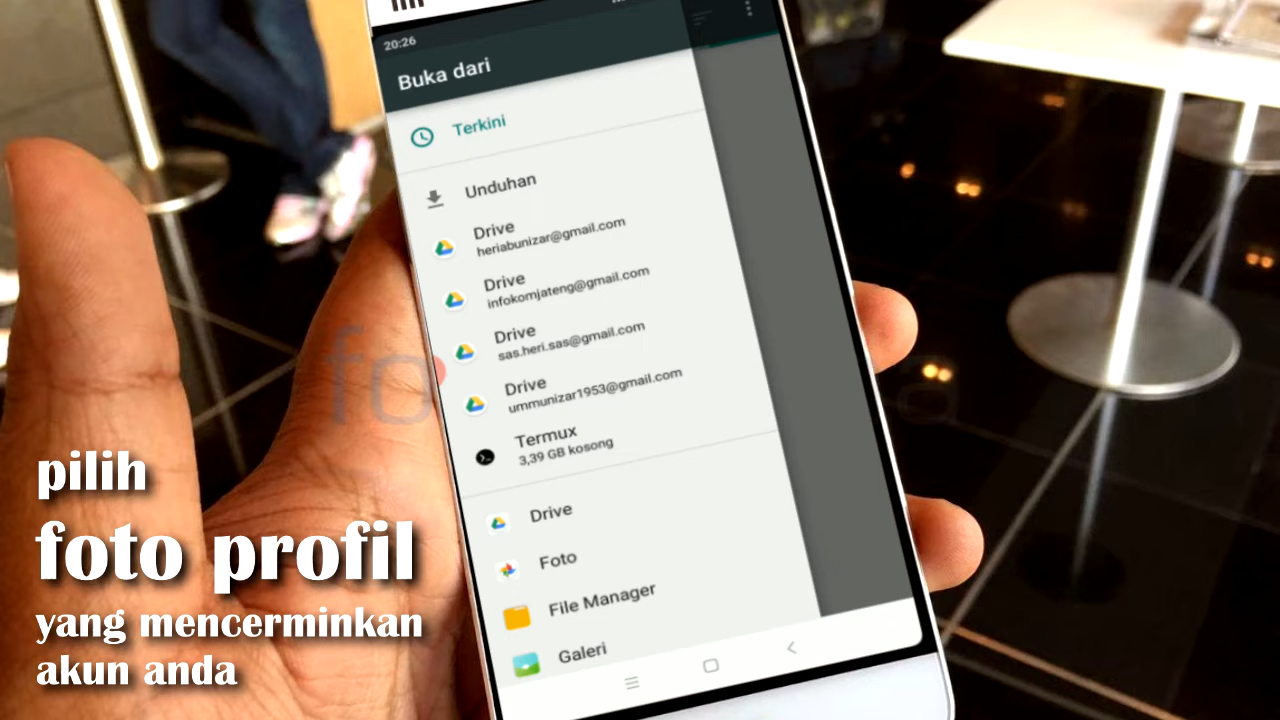 20:26
Buka dari
Terkini
Unduhan
Drive
heriabunizar@gmail.com
Drive
infokomjateng@gmail.com
Drive
sas.heri.sas@gmail.com
Drive
ummunizar1953@gmail.com
Termux
3,39 GB kosong
Drive
Foto
File Manager
Galeri
pilih
foto profil
yang mencerminkan
akun anda